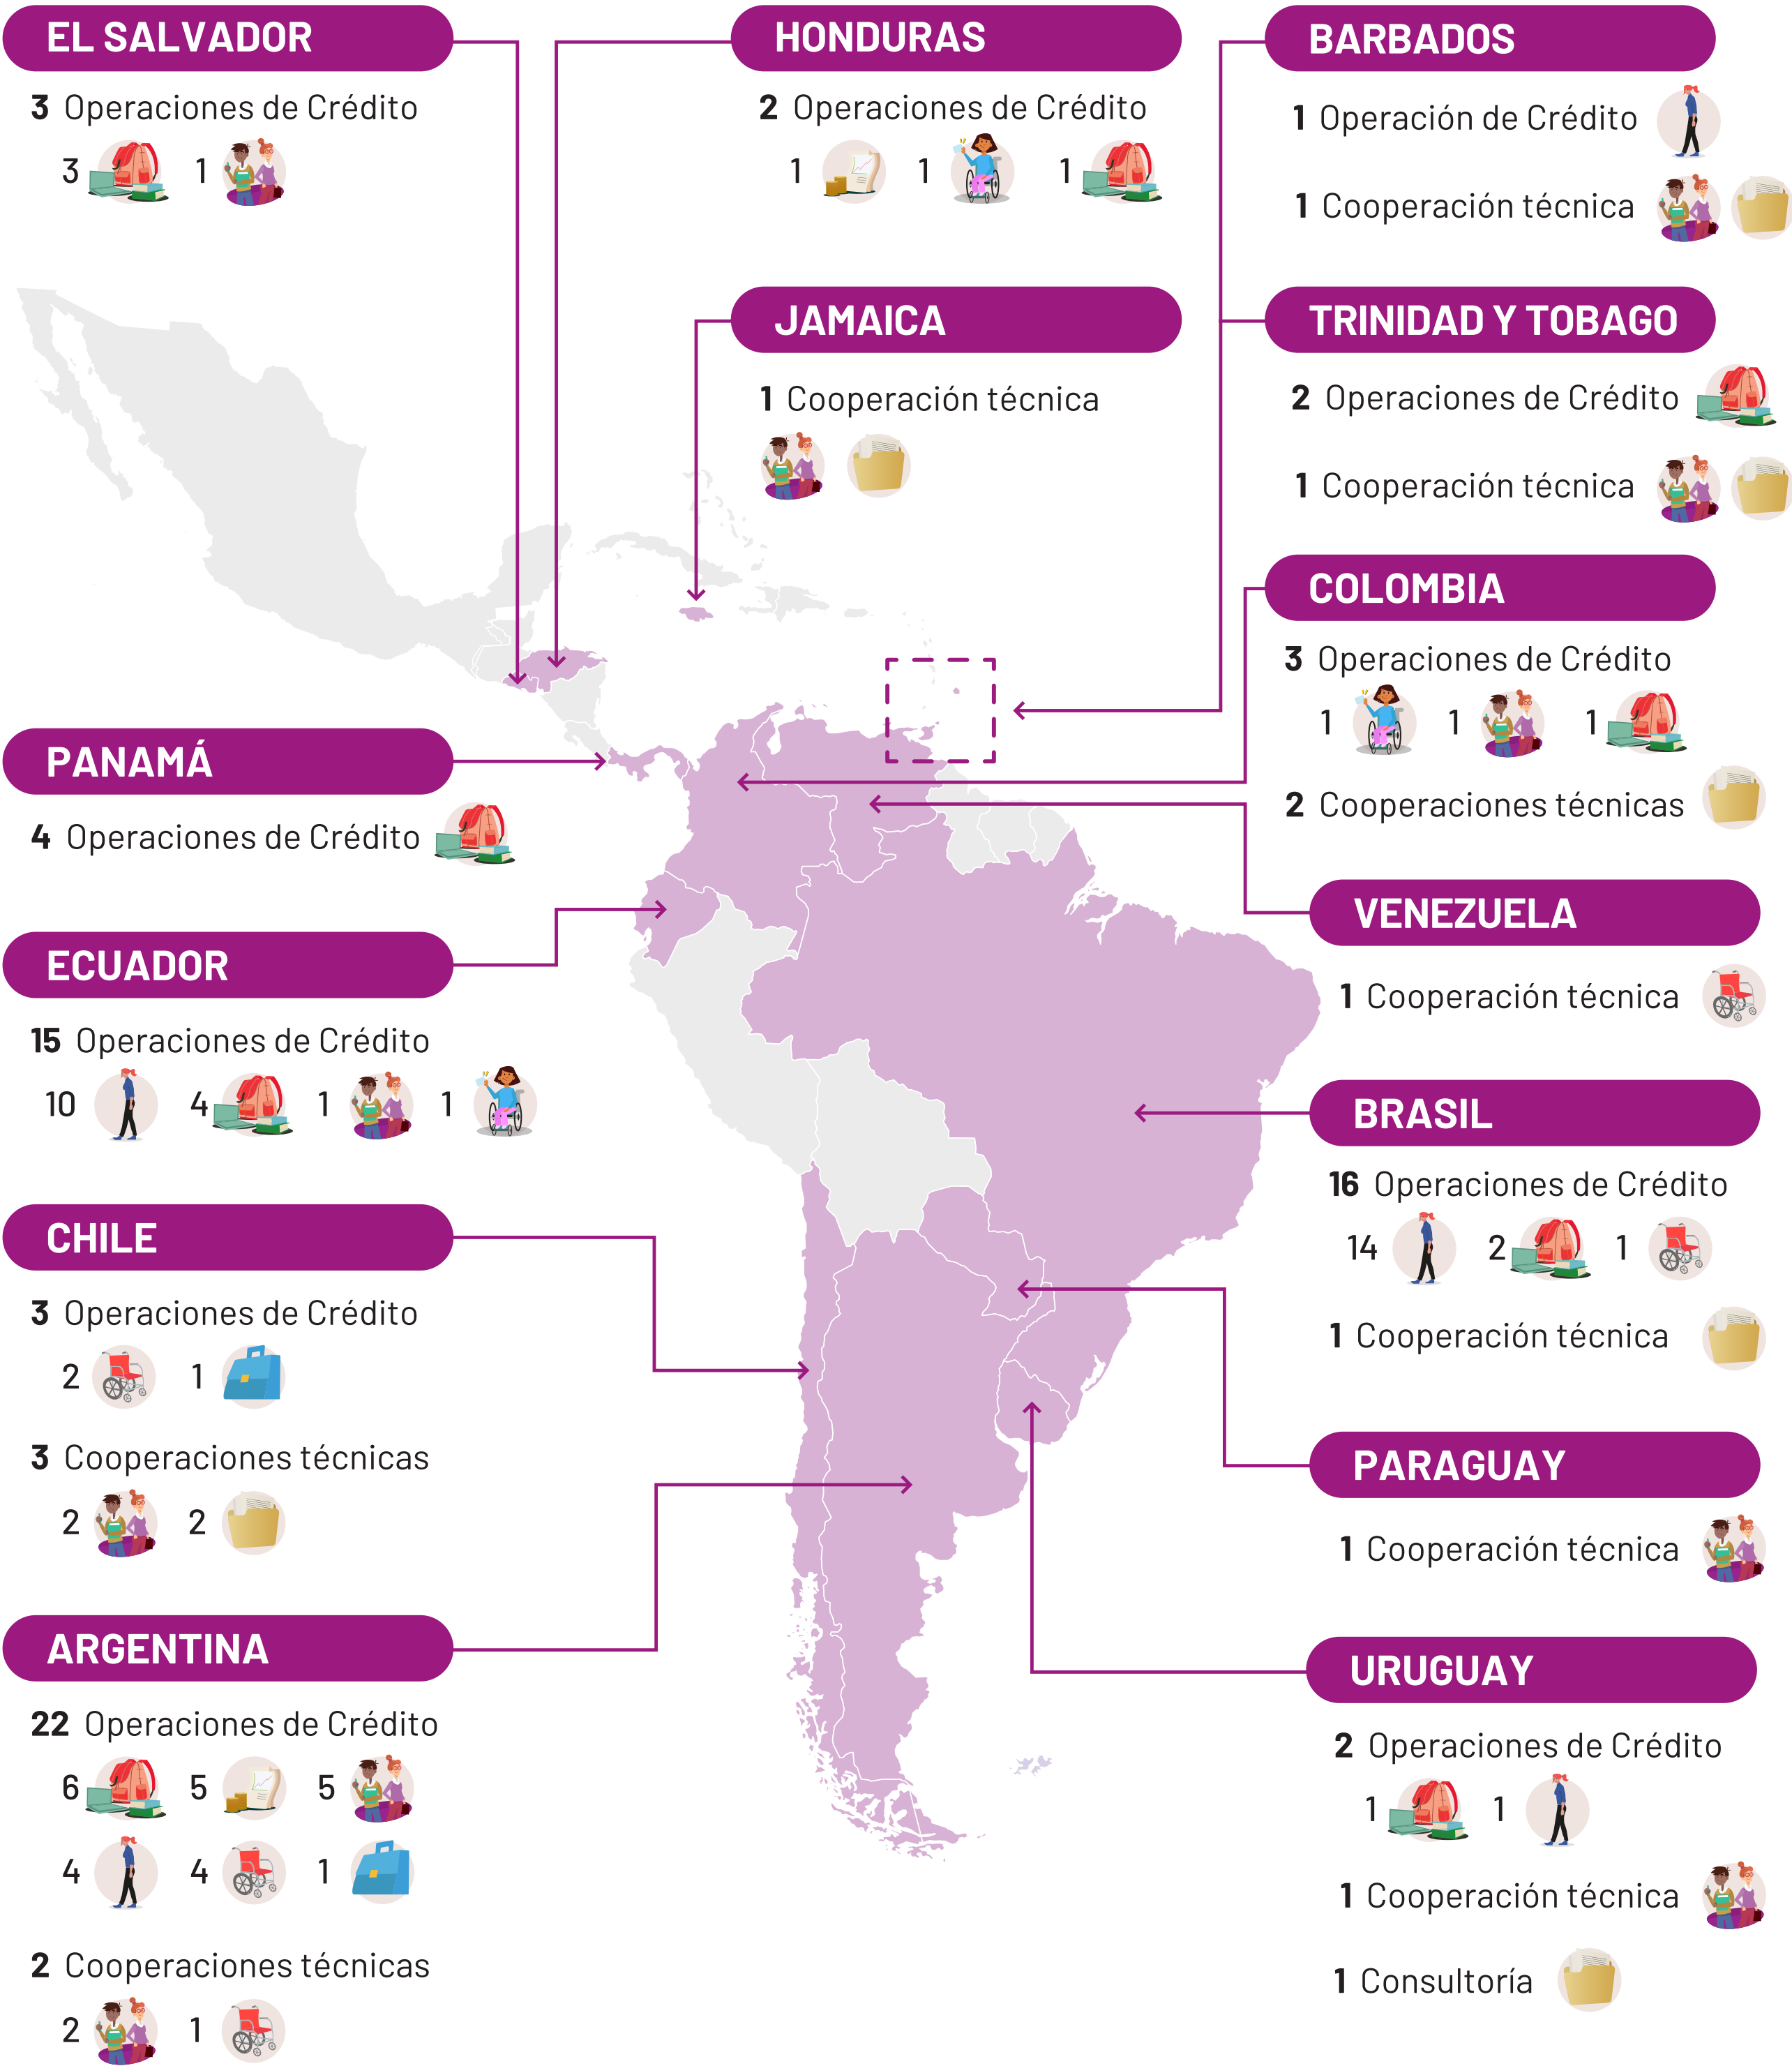 EL SALVADOR
3 Operaciones de Crédito
3 1
HONDURAS
2 Operaciones de Crédito
1 1 1
BARBADOS
1 Operación de Crédito
1 Cooperación técnica
JAMAICA
1 Cooperación técnica
TRINIDAD Y TOBAGO
2 Operaciones de Crédito
1 Cooperación técnica
COLOMBIA
3 Operaciones de Crédito
1 1 1
2 Cooperaciones técnicas
PANAMÁ
4 Operaciones de Crédito
VENEZUELA
1 Cooperación técnica
ECUADOR
15 Operaciones de Crédito
10 4 1 1
BRASIL
16 Operaciones de Crédito
14 2 1
1 Cooperación técnica
CHILE
3 Operaciones de Crédito
2 1
3 Cooperaciones técnicas
2 2
PARAGUAY
1 Cooperación técnica
ARGENTINA
22 Operaciones de Crédito
6 5 5
4 4 1
2 Cooperaciones técnicas
2 1
URUGUAY
2 Operaciones de Crédito
1 1
1 Cooperación técnica
1 Consultoría